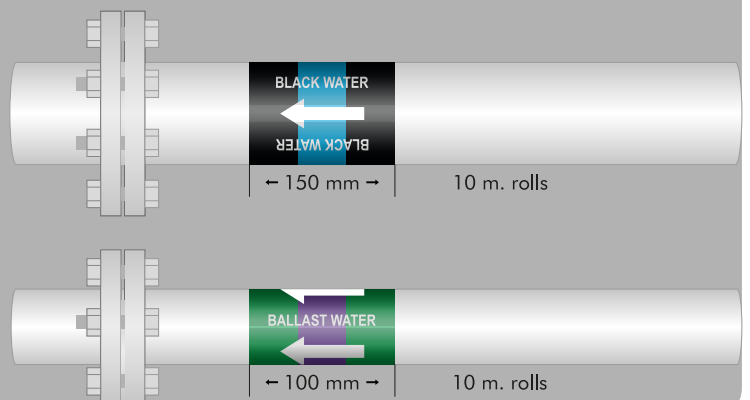 BLACK WATER
BLACK WATER
← 150 mm →
10 m. rolls
BALLAST WATER
← 100 mm →
10 m. rolls